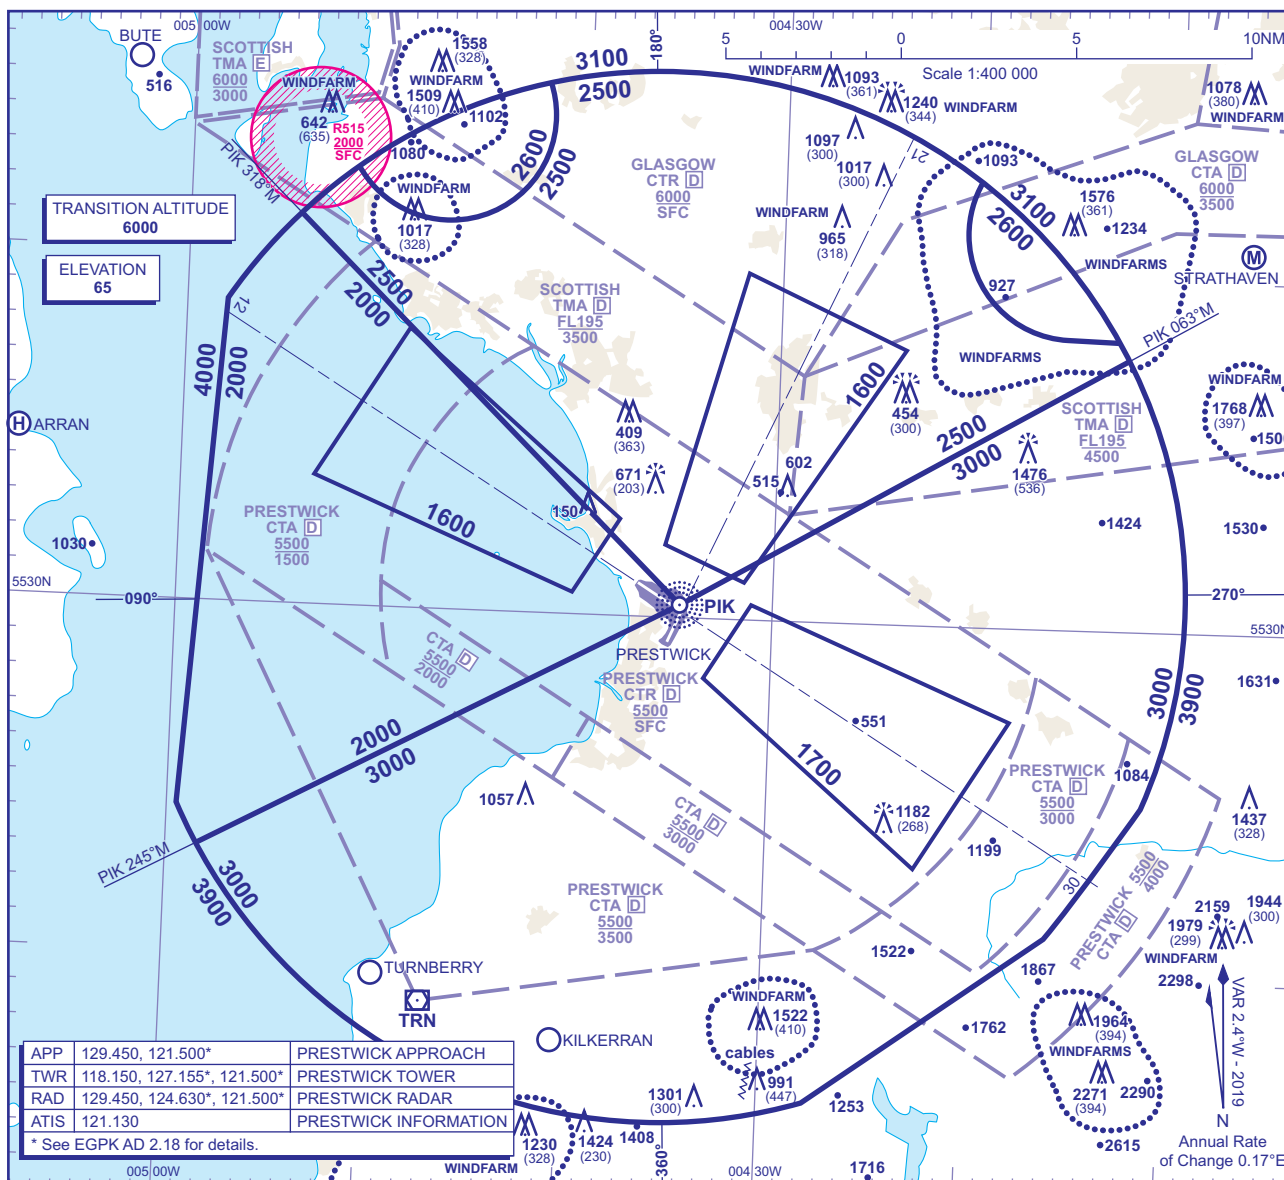 005 00W
004 30W
BUTE
516
SCOTTISH
TMA E
6000
3000
WINDFARM
642
(635)
R515
2000
SFC
1558
(328)
WINDFARM
1509
(410)
1102
1080
3100
2500
180°
5 0 5 10NM
Scale 1:400 000
WINDFARM
1093
(361)
1240
(344)
WINDFARM
1078
(380)
WINDFARM
1097
(300)
1017
(300)
21
1093
PIK 318°M
2600
2500
WINDFARM
1017
(328)
GLASGOW
CTR D
6000
SFC
WINDFARM
965
(318)
3100
2600
1576
(361)
1234
GLASGOW
CTA D
6000
3500
WINDFARMS
M
STRATHAVEN
927
WINDFARMS
PIK 063°M
TRANSITION ALTITUDE
6000
ELEVATION
65
12
2500
2000
4000
2000
SCOTTISH
TMA D
FL195
3500
1600
454
(300)
2500
3000
SCOTTISH
TMA D
FL195
4500
WINDFARM
1768
(397)
150
H ARRAN
409
(363)
671
(203)
602
515
1476
(536)
1424
1530
1600
150
PRESTWICK
CTA D
5500
1500
1030
5530N
090°
PIK
PRESTWICK
270°
5530N
CTA D
5500
2000
PRESTWICK
CTR D
5500
SFC
551
3000
3900
1631
2000
3000
1700
1057
1182
(268)
PRESTWICK
CTA D
5500
3000
1084
1437
(328)
CTA D
5500
3000
1199
30
PIK 245°M
3000
3900
PRESTWICK
CTA D
5500
3500
PRESTWICK 5500
CTA D 4000
1522
2159
1979
(299)
WINDFARM
1944
(300)
2298
TURNBERRY
TRN
KILKERRAN
WINDFARM
1522
(410)
cables
991
(447)
1301
(300)
1867
1762
1964
(394)
WINDFARMS
2271
(394)
2290
2615
1253
1716
VAR 2.4°W - 2019
N
Annual Rate
of Change 0.17°E
APP 129.450, 121.500* PRESTWICK APPROACH
TWR 118.150, 127.155*, 121.500* PRESTWICK TOWER
RAD 129.450, 124.630*, 121.500* PRESTWICK RADAR
ATIS 121.130 PRESTWICK INFORMATION
* See EGPK AD 2.18 for details.
1230
(328)
WINDFARM
1424
(230)
1408
360°
005 00W
004 30W